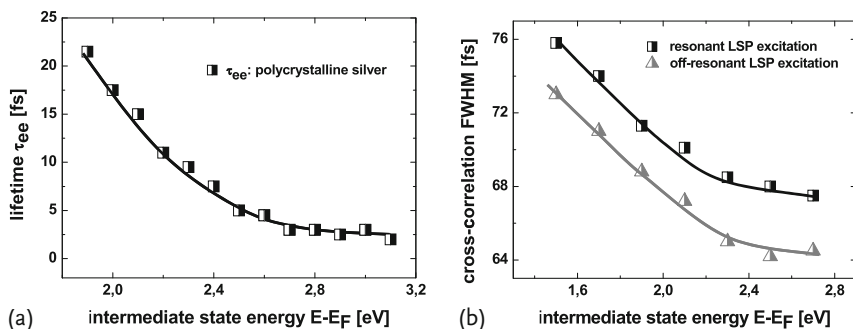 25
20
15
10
5
0
lifetime τee [fs]
τee: polycrystalline silver
2,0 2,4 2,8 3,2
intermediate state energy E-EF [eV]
(a)
76
72
68
64
cross-correlation FWHM [fs]
resonant LSP excitation
off-resonant LSP excitation
1,6 2,0 2,4 2,8
intermediate state energy E-EF [eV]
(b)